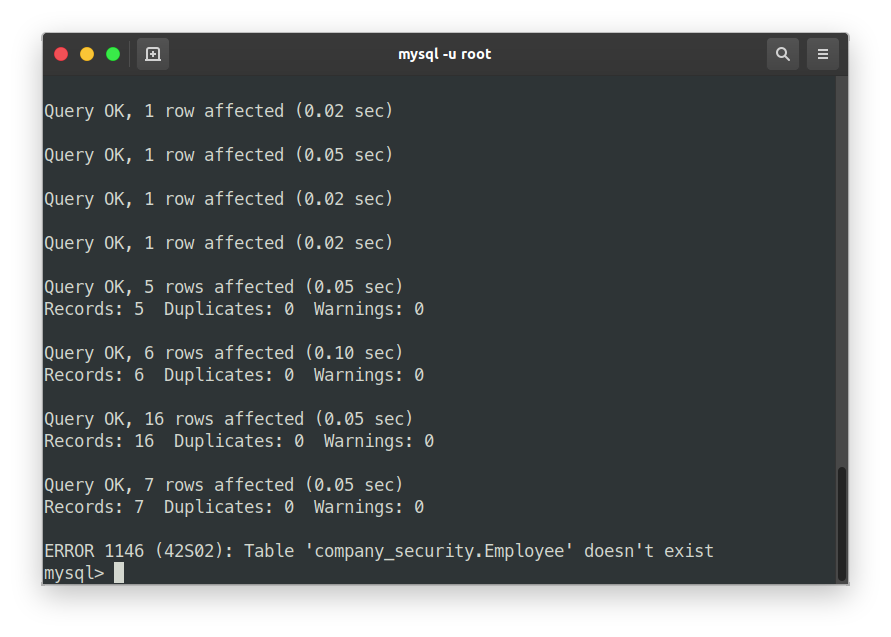 mysql -u root
Query OK, 1 row affected (0.02 sec)
Query OK, 1 row affected (0.05 sec)
Query OK, 1 row affected (0.02 sec)
Query OK, 1 row affected (0.02 sec)
Query OK, 5 rows affected (0.05 sec)
Records: 5  Duplicates: 0  Warnings: 0
Query OK, 6 rows affected (0.10 sec)
Records: 6  Duplicates: 0  Warnings: 0
Query OK, 16 rows affected (0.05 sec)
Records: 16  Duplicates: 0  Warnings: 0
Query OK, 7 rows affected (0.05 sec)
Records: 7  Duplicates: 0  Warnings: 0
ERROR 1146 (42S02): Table 'company_security.Employee' doesn't exist
mysql>